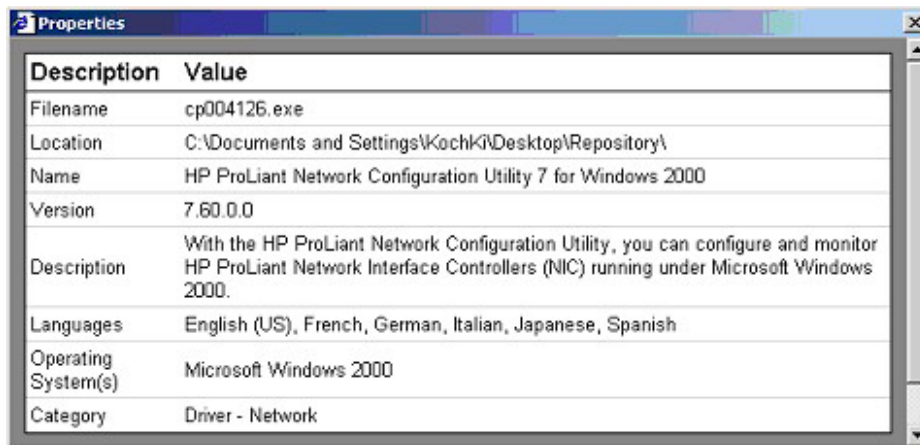 Properties
Description Value
Filename cp004126.exe
Location C:\Documents and Settings\KochKi\Desktop\Repository\
Name HP ProLiant Network Configuration Utility 7 for Windows 2000
Version 7.60.0.0
With the HP ProLiant Network Configuration Utility, you can configure and monitor
Description HP ProLiant Network Interface Controllers (NIC) running under Microsoft Windows
2000.
Languages English (US), French, German, Italian, Japanese, Spanish
Operating
System(s) Microsoft Windows 2000
Category Driver - Network